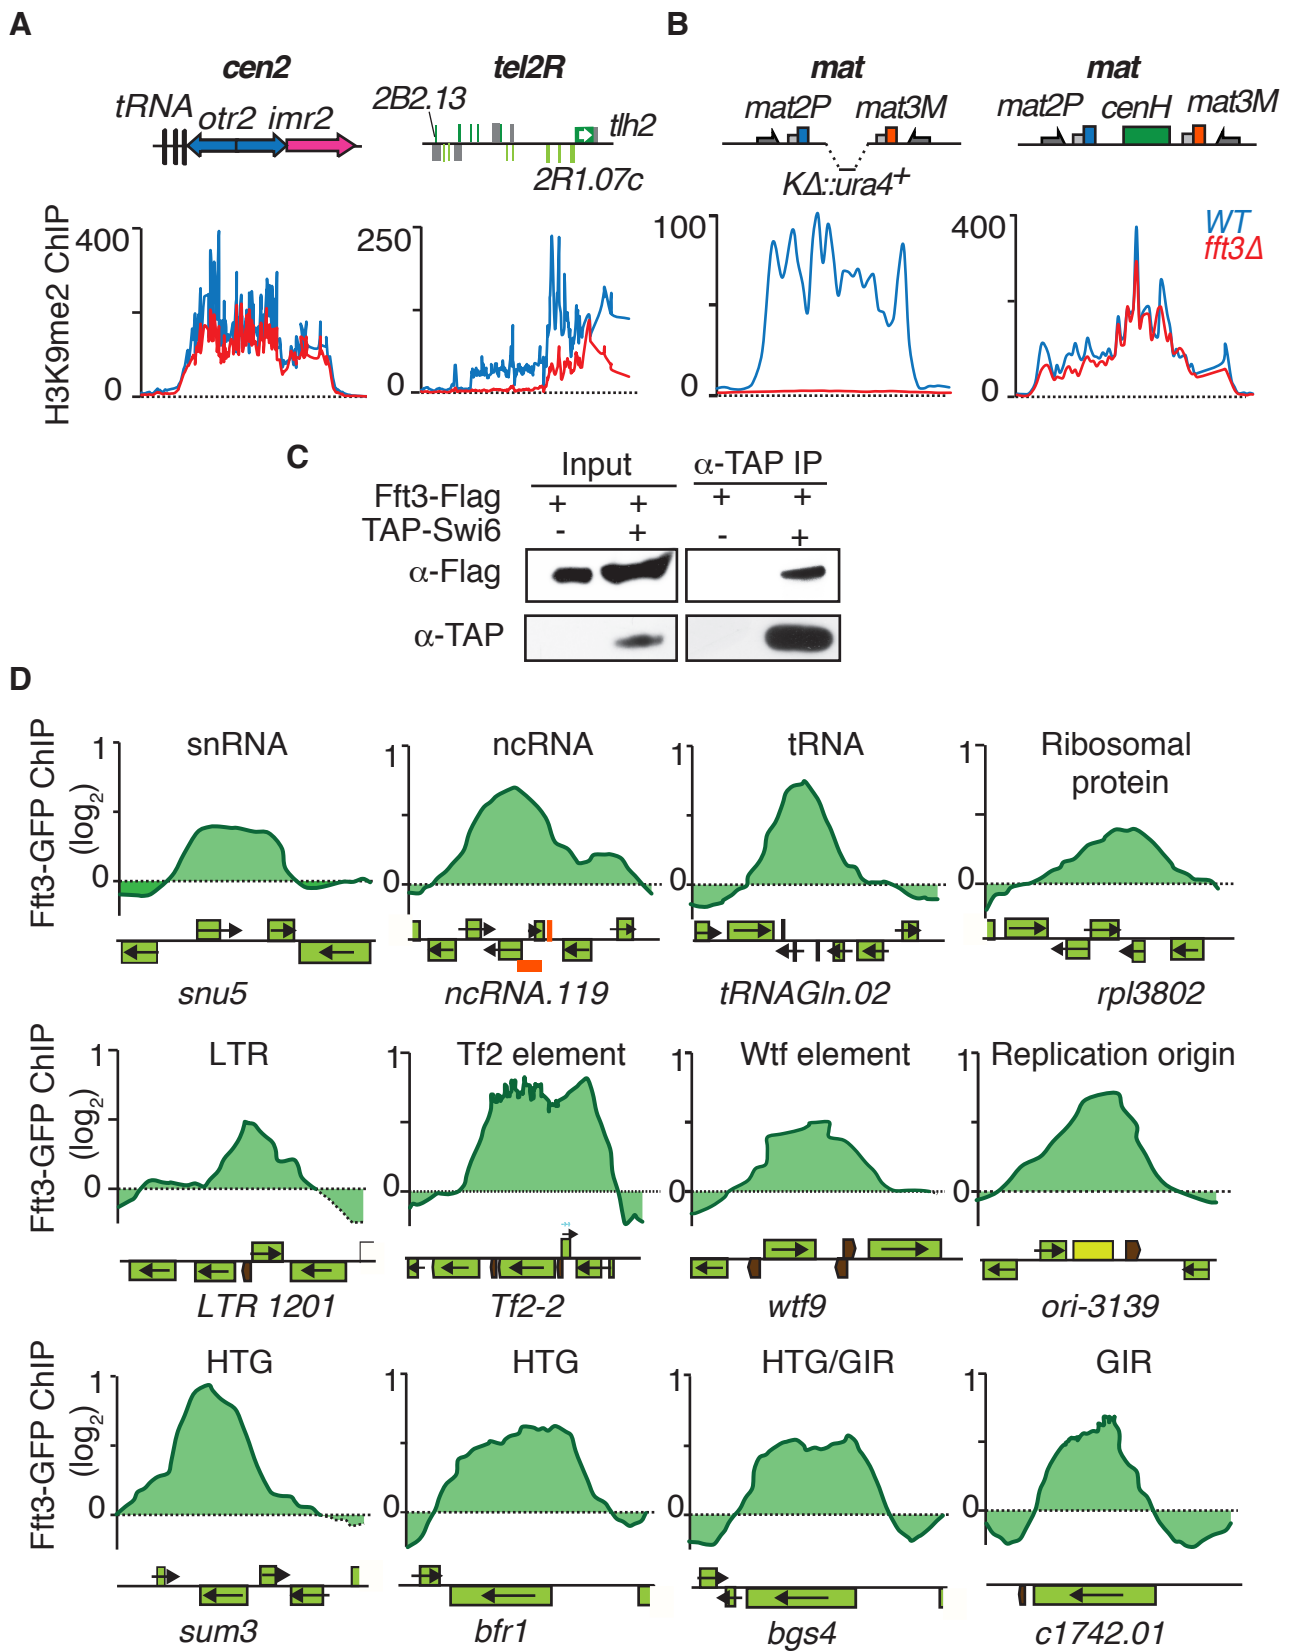 A
B
cen2
tel2R
mat
mat
tRNA
otr2
imr2
2B2.13
tlh2
2R1.07c
mat2P
mat3M
KΔ::ura4+
mat2P
cenH
mat3M
H3K9me2 ChIP
400
0
250
0
100
0
400
0
WT
fft3Δ
C
Input
α-TAP IP
Fft3-Flag
+ + + +
TAP-Swi6
- + - +
α-Flag
α-TAP
D
Fft3-GFP ChIP
(log2)
snRNA
ncRNA
tRNA
Ribosomal
protein
1
0
1
0
1
0
1
0
snu5
ncRNA.119
tRNAGln.02
rpl3802
Fft3-GFP ChIP
(log2)
LTR
Tf2 element
Wtf element
Replication origin
1
0
1
0
1
0
1
0
LTR 1201
Tf2-2
wtf9
ori-3139
Fft3-GFP ChIP
(log2)
HTG
HTG
HTG/GIR
GIR
1
0
1
0
1
0
1
0
sum3
bfr1
bgs4
c1742.01